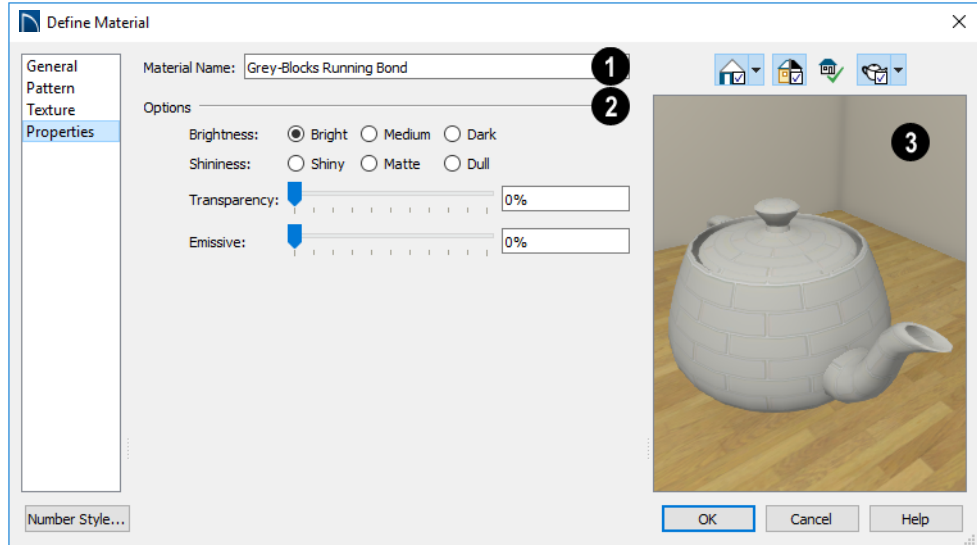 Define Material
General
Pattern
Texture
Properties
Material Name: Grey-Blocks Running Bond 1
Options 2
Brightness: Bright Medium Dark
Shininess: Shiny Matte Dull
Transparency: 0%
Emissive: 0%
3
Number Style...
OK Cancel Help